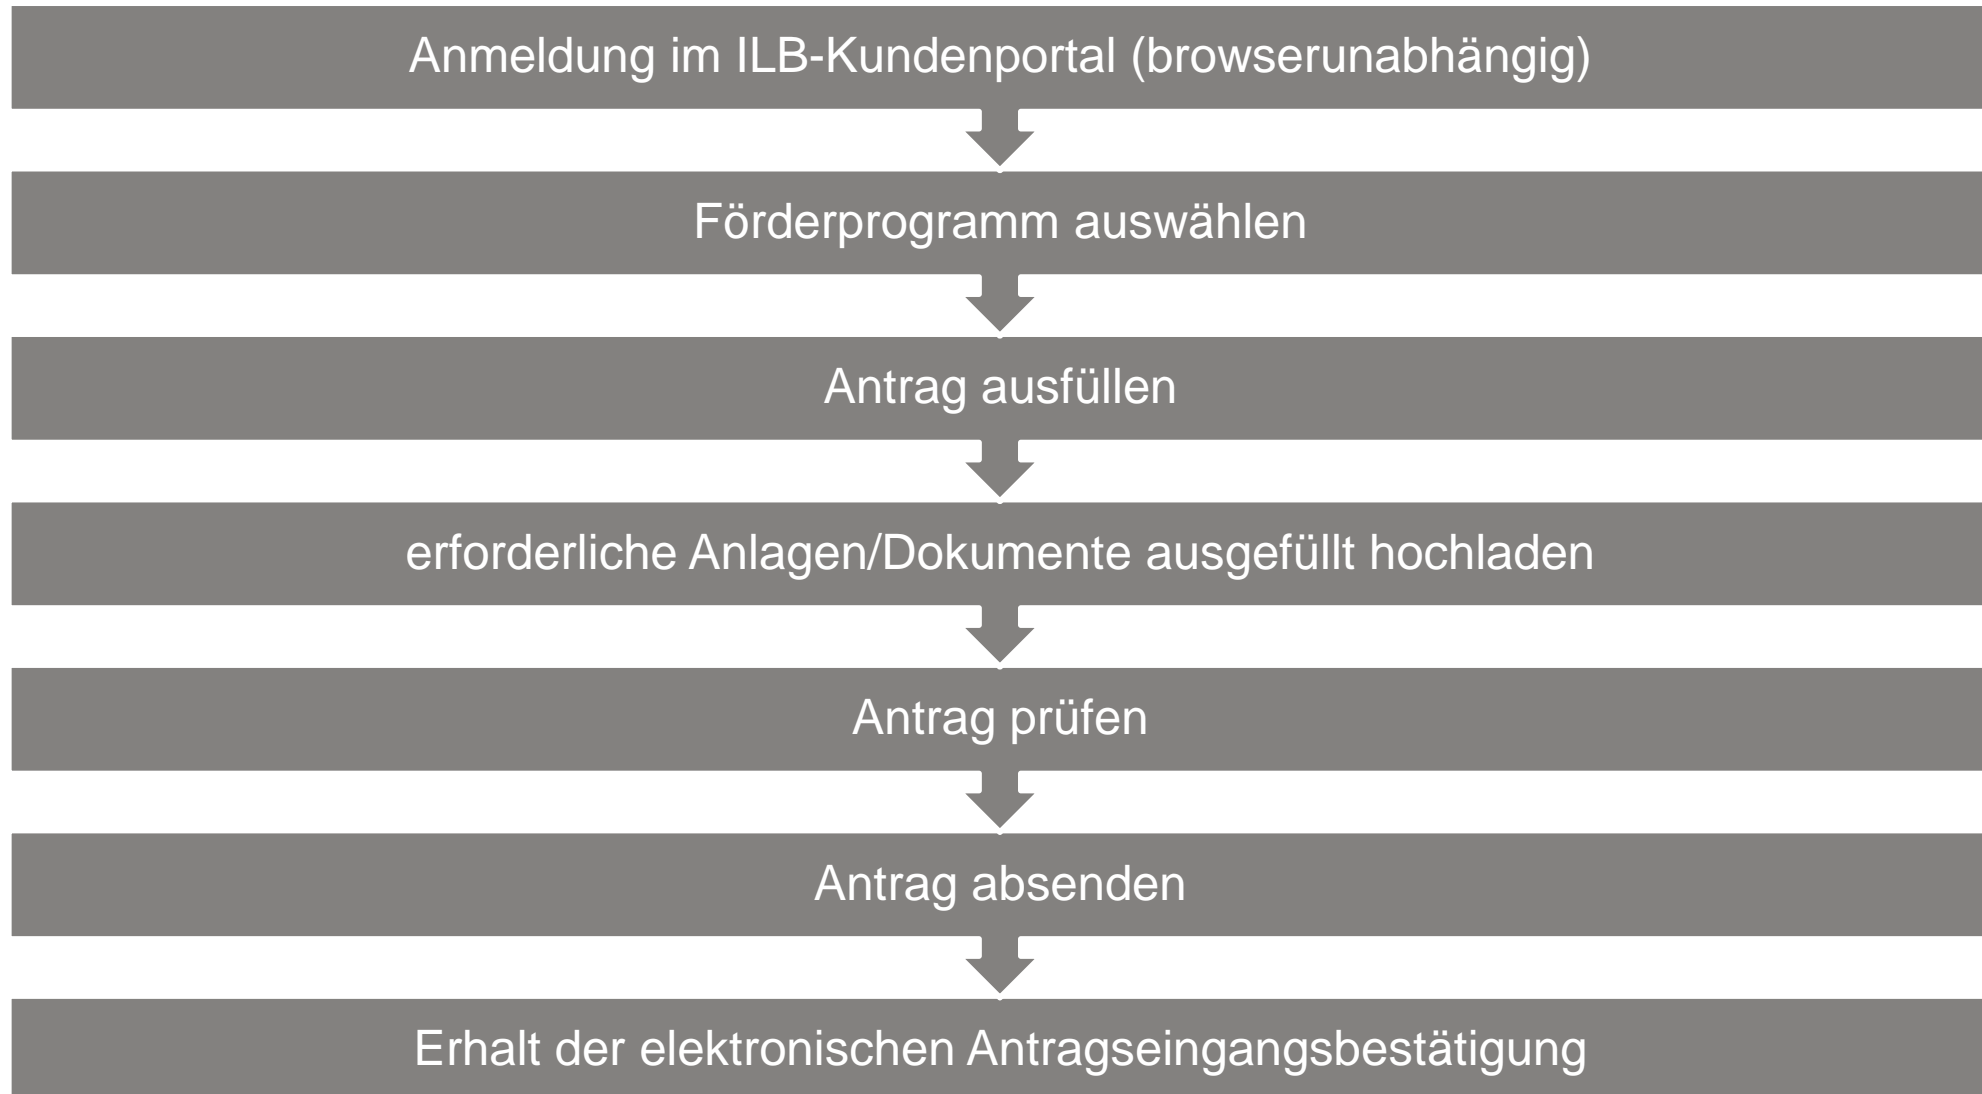 Anmeldung im ILB-Kundenportal (browserunabhängig)
Förderprogramm auswählen
Antrag ausfüllen
erforderliche Anlagen/Dokumente ausgefüllt hochladen
Antrag prüfen
Antrag absenden
Erhalt der elektronischen Antragseingangsbestätigung